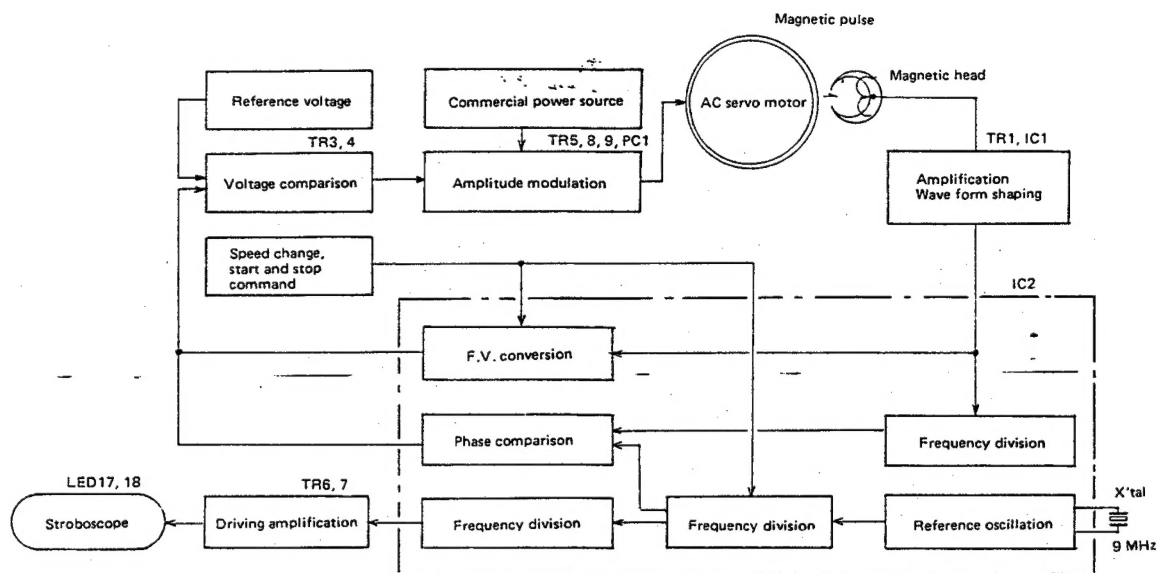 Magnetic pulse
Reference voltage
Commercial power source
AC servo motor
Magnetic head
TR3, 4
TR5, 8, 9, PC1
TR1, IC1
Voltage comparison
Amplitude modulation
Amplification
Wave form shaping
Speed change,
start and stop
command
IC2
F.V. conversion
Phase comparison
Frequency division
LED17, 18
TR6, 7
X'tal
Stroboscope
Driving amplification
Frequency division
Frequency division
Reference oscillation
9 MHz